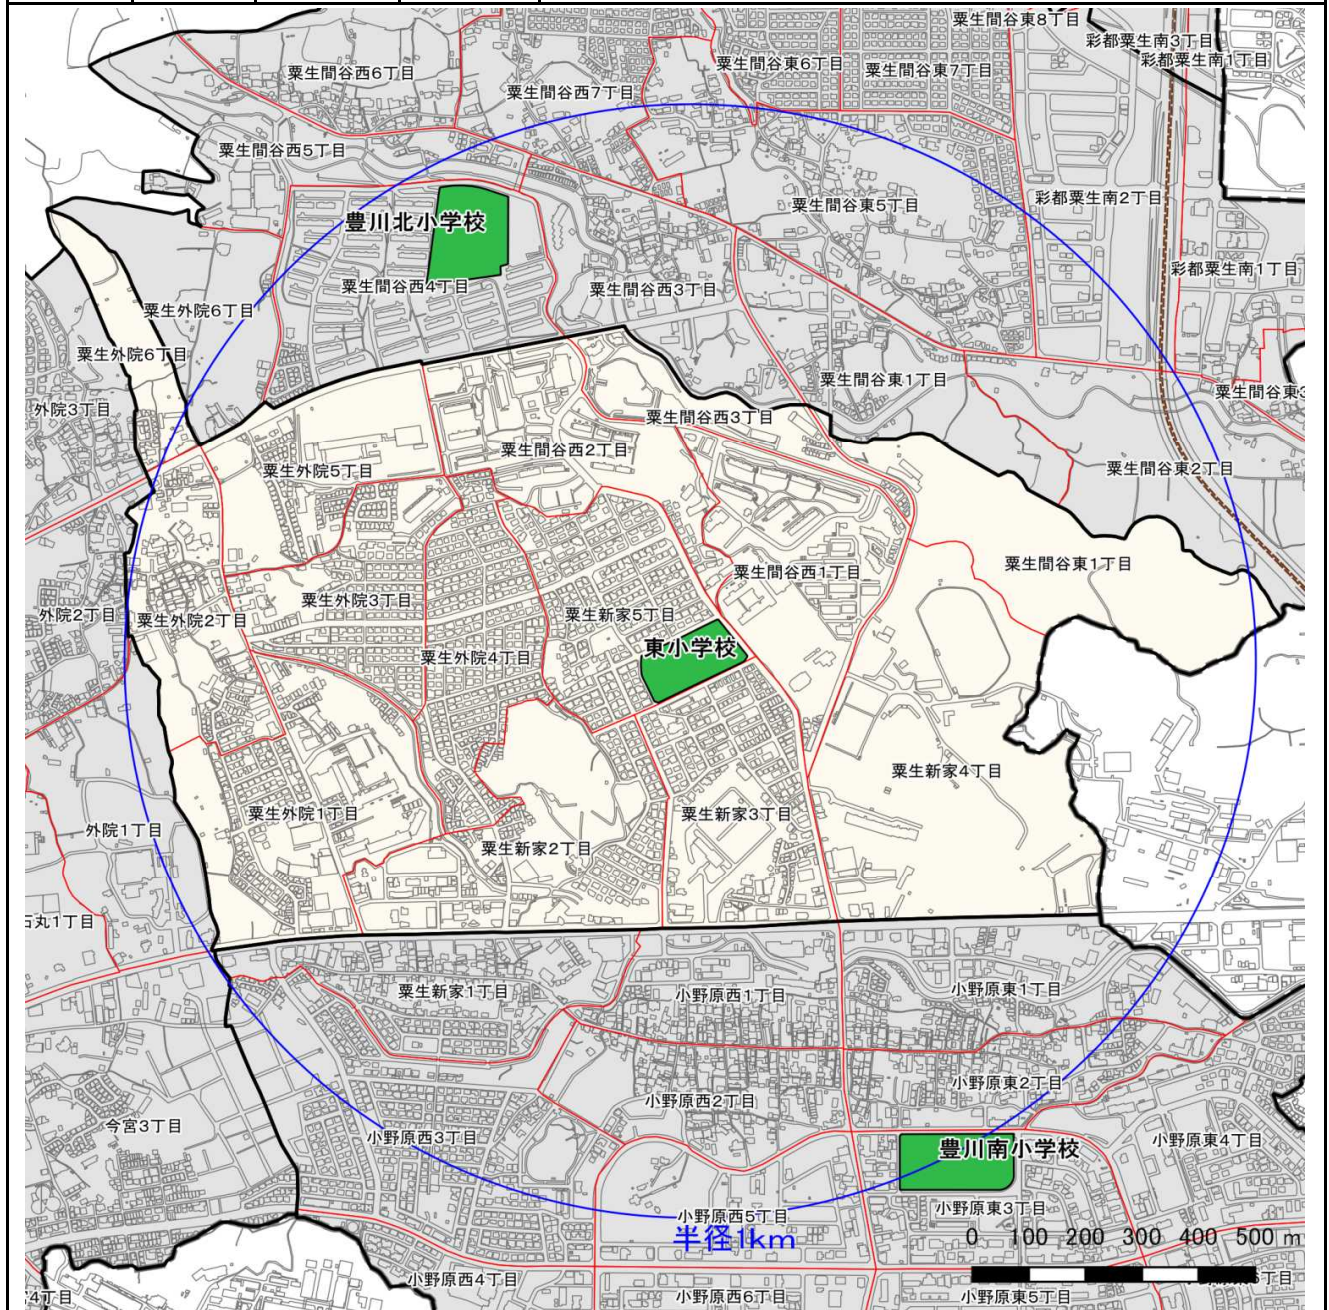 粟生間谷東8丁目
彩都粟生南3丁目
彩都粟生南1丁目
粟生間谷西6丁目
粟生間谷西7丁目
粟生間谷東6丁目
粟生間谷東7丁目
粟生間谷西5丁目
豊川北小学校
粟生間谷東5丁目
彩都粟生南2丁目
粟生間谷西4丁目
粟生間谷西3丁目
彩都粟生南1丁目
粟生外院6丁目
粟生外院6丁目
外院3丁目
粟生間谷東1丁目
粟生間谷東3
粟生間谷西3丁目
粟生間谷西2丁目
粟生外院5丁目
粟生間谷東2丁目
粟生間谷東1丁目
粟生間谷西1丁目
粟生外院3丁目
外院2丁目
粟生外院2丁目
粟生新家5丁目
東小学校
粟生外院4丁目
粟生新家4丁目
粟生外院1丁目
粟生新家3丁目
外院1丁目
粟生新家2丁目
石丸1丁目
粟生新家1丁目
小野原西1丁目
小野原東1丁目
小野原東2丁目
小野原西2丁目
今宮3丁目
小野原西3丁目
豊川南小学校
小野原東4丁目
小野原東3丁目
小野原西5丁目
半径1km
0 100 200 300 400 500 m
小野原西4丁目
4丁目
小野原西6丁目
小野原東5丁目
6丁目